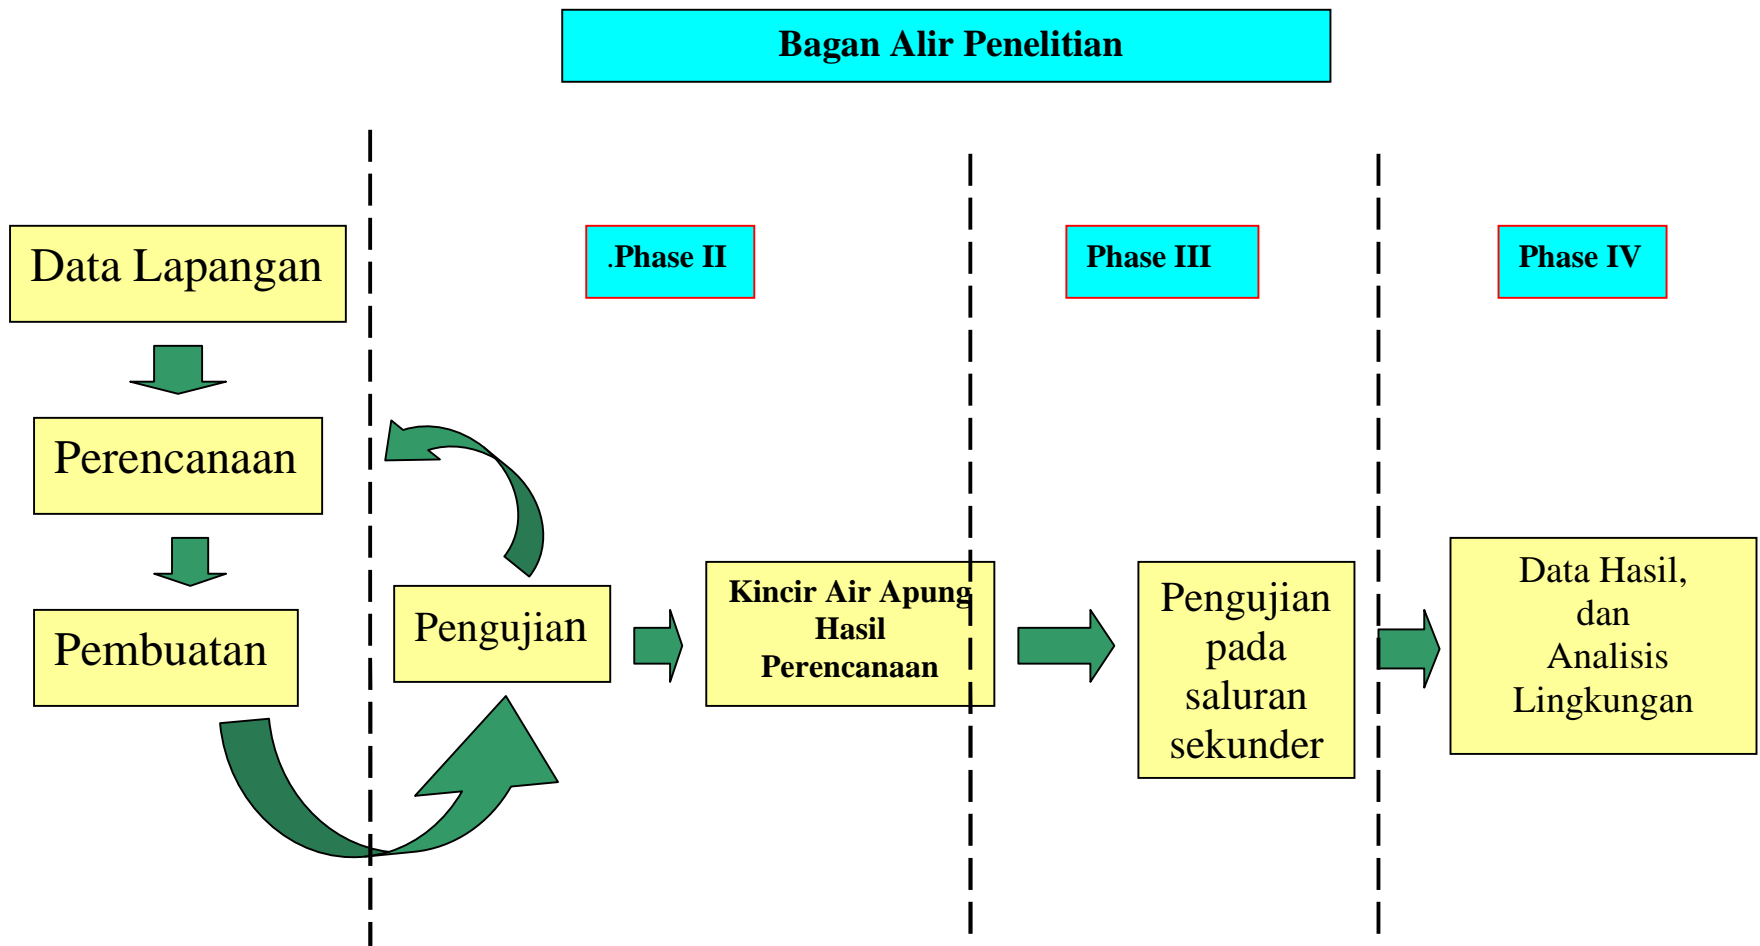 Bagan Alir Penelitian
Data Lapangan
Perencanaan
Pembuatan
.Phase II
Pengujian
Kincir Air Apung
Hasil
Perencanaan
Phase III
Pengujian
pada
saluran
sekunder
Phase IV
Data Hasil,
dan
Analisis
Lingkungan